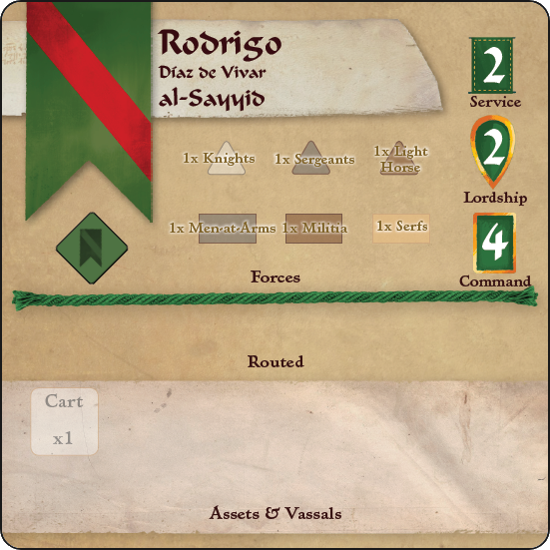 Rodrigo
Díaz de Vivar
al-Sayyid
2
Service
2
Lordship
4
Command
1x Knights
1x Sergeants
1x Light
Horse
1x Men-at-Arms
1x Militia
1x Serfs
Forces
Routed
Cart
x1
Assets & Vassals